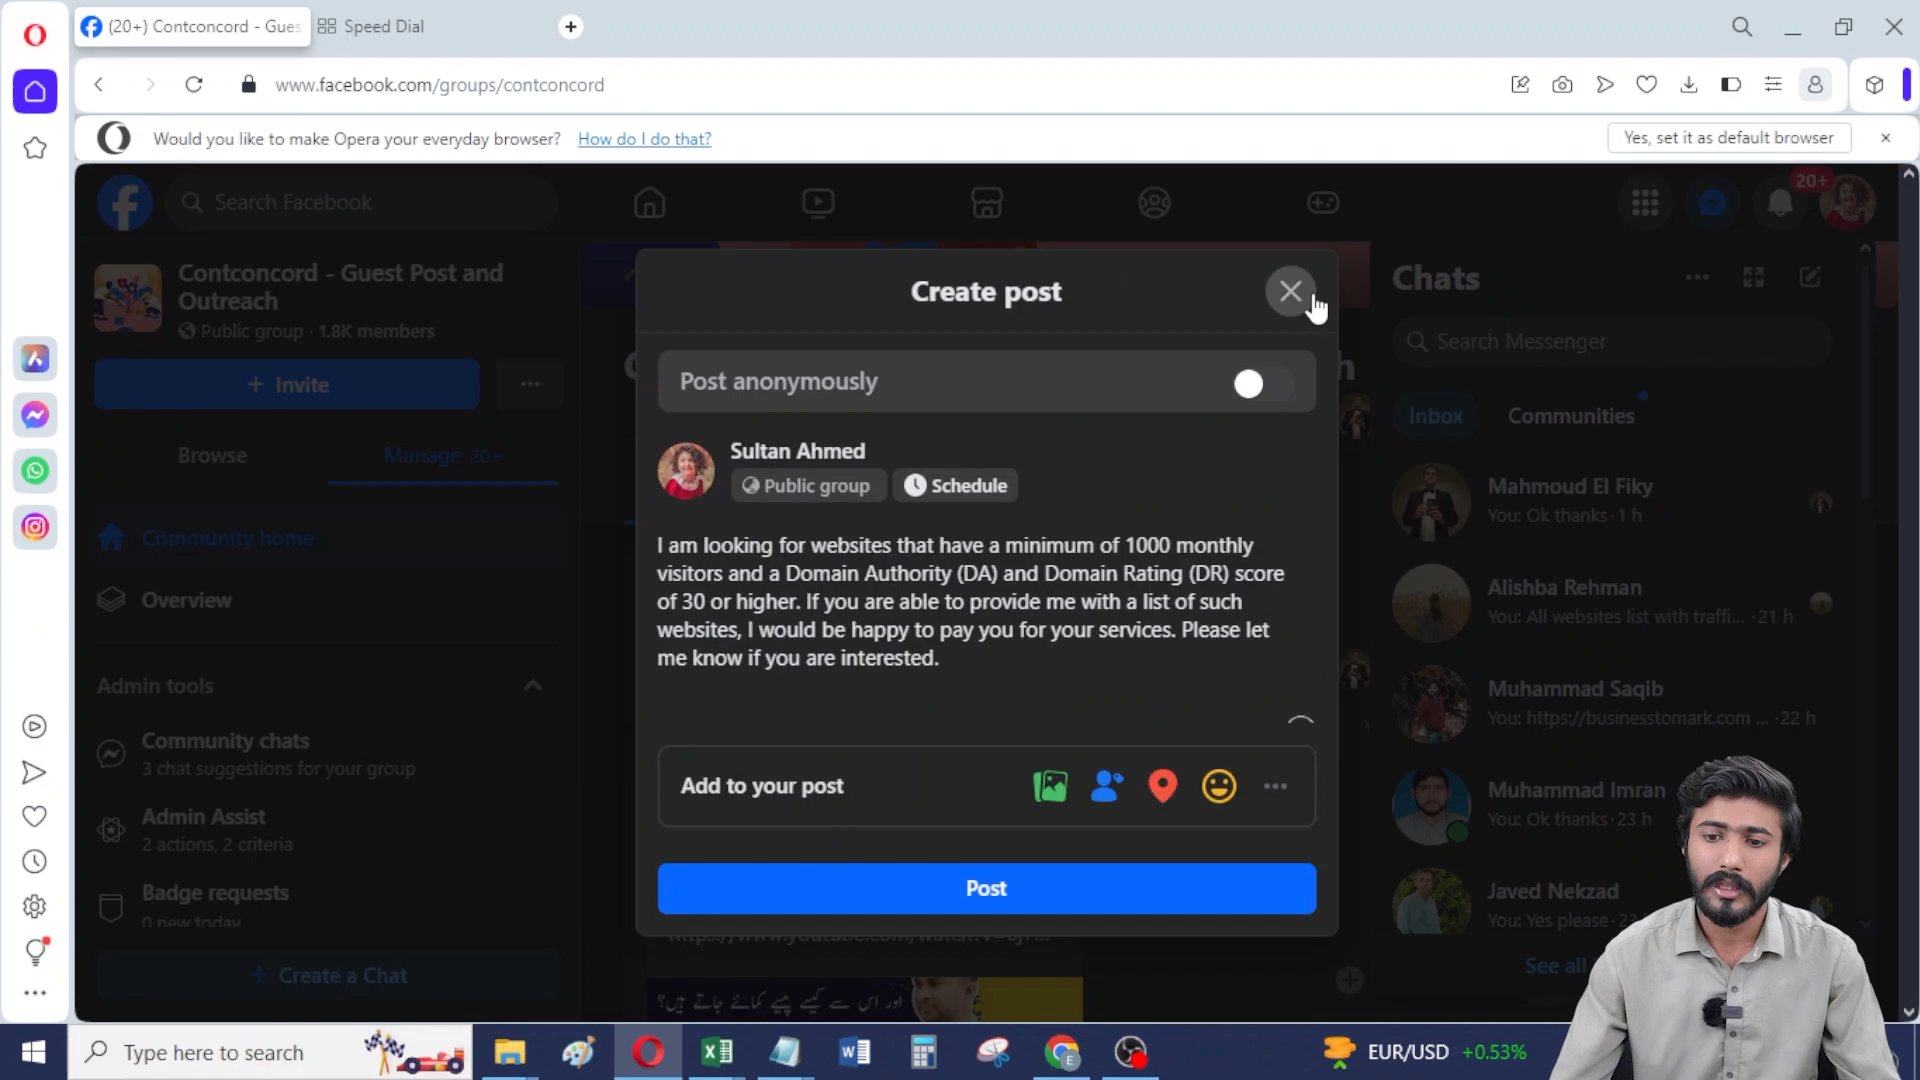 (20+) Contconcord - Gues
Speed Dial
www.facebook.com/groups/contconcord
Would you like to make Opera your everyday browser?
How do I do that?
Yes, set it as default browser
Search Facebook
20+
Contconcord - Guest Post and
Outreach
Public group · 1.8K members
+ Invite
Browse
Manage 20+
Community home
Overview
Admin tools
Community chats
3 chat suggestions for your group
Admin Assist
2 actions, 2 criteria
Badge requests
0 new today
+ Create a Chat
Create post
Post anonymously
Sultan Ahmed
Public group
Schedule
I am looking for websites that have a minimum of 1000 monthly
visitors and a Domain Authority (DA) and Domain Rating (DR) score
of 30 or higher. If you are able to provide me with a list of such
websites, I would be happy to pay you for your services. Please let
me know if you are interested.
Add to your post
Post
اور اس سے کیسے پیسے کمائے جاتے ہیں؟
Chats
Search Messenger
Inbox
Communities
Mahmoud El Fiky
You: Ok thanks · 1 h
Alishba Rehman
You: All websites list with traffi... · 21 h
Muhammad Saqib
You: https://businesstomark.com ... · 22 h
Muhammad Imran
You: Ok thanks · 23 h
Javed Nekzad
You: Yes please
See all
Type here to search
EUR/USD +0.53%